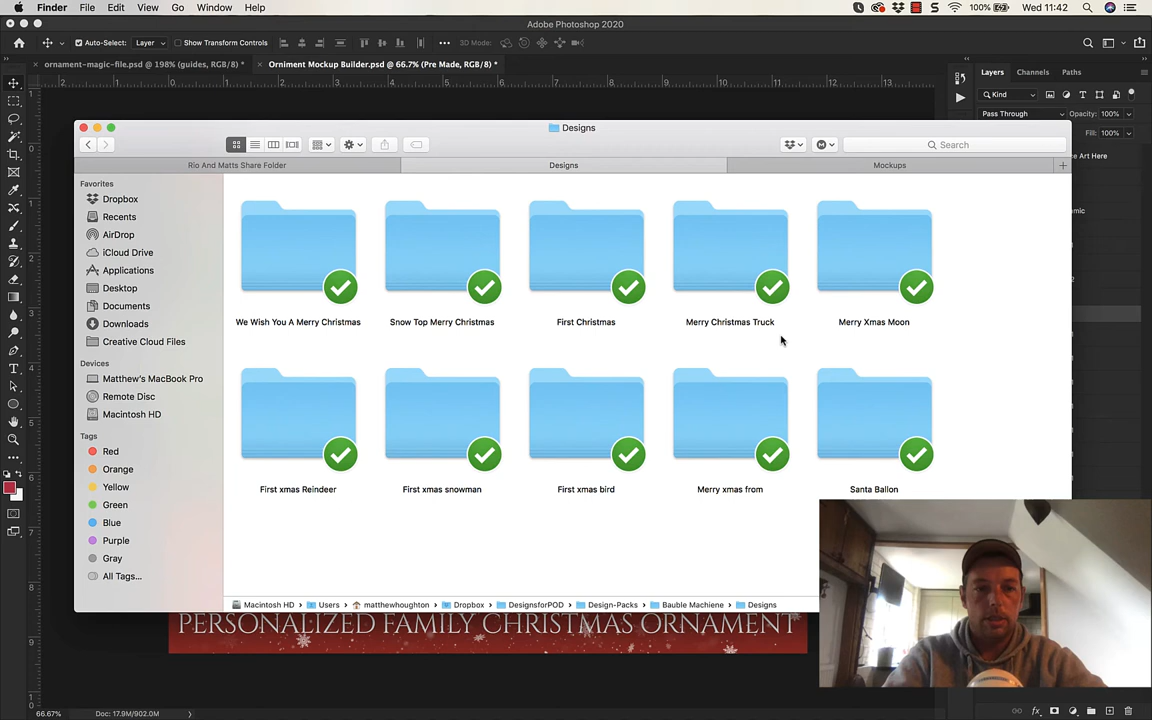 Finder File Edit View Go Window Help
100% Wed 11:42
Adobe Photoshop 2020
Auto-Select: Layer Show Transform Controls 3D Mode:
ornament-magic-file.psd @ 198% (guides, RGB/8) *
Orniment Mockup Builder.psd @ 66.7% (Pre Made, RGB/8) *
Layers Channels Paths
Kind
Pass Through Opacity: 100%
Fill: 100%
Designs
Search
Rio And Matts Share Folder Designs Mockups
Favorites
Dropbox
Recents
AirDrop
iCloud Drive
Applications
Desktop
Documents
Downloads
Creative Cloud Files
Devices
Matthew's MacBook Pro
Remote Disc
Macintosh HD
Tags
Red
Orange
Yellow
Green
Blue
Purple
Gray
All Tags...
We Wish You A Merry Christmas
Snow Top Merry Christmas
First Christmas
Merry Christmas Truck
Merry Xmas Moon
First xmas Reindeer
First xmas snowman
First xmas bird
Merry xmas from
Santa Ballon
Macintosh HD Users matthewhoughton Dropbox DesignsforPOD Design-Packs Bauble Machiene Designs
PERSONALIZED FAMILY CHRISTMAS ORNAMENT
e Art Here
66.67% Doc: 17.9M/902.0M